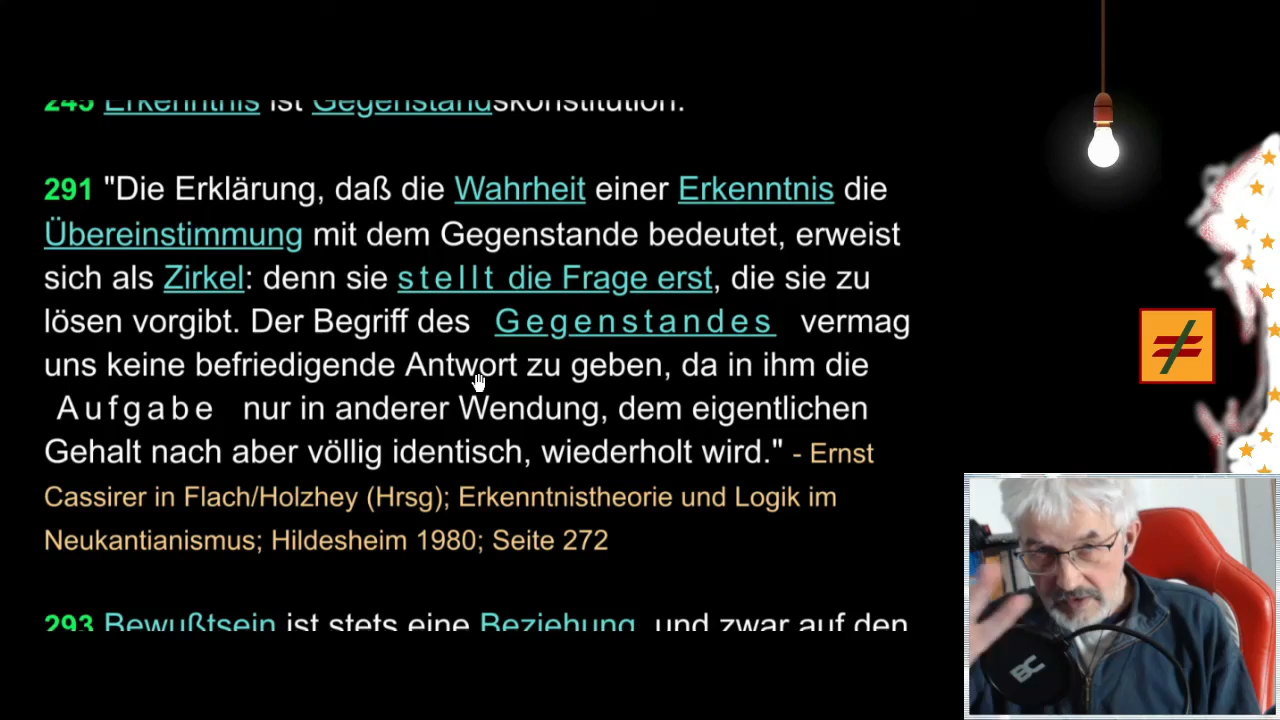 245 Erkenntnis ist Gegenstandskonstitution.
291 "Die Erklärung, daß die Wahrheit einer Erkenntnis die
Übereinstimmung mit dem Gegenstande bedeutet, erweist
sich als Zirkel: denn sie stellt die Frage erst, die sie zu
lösen vorgibt. Der Begriff des Gegenstandes vermag
uns keine befriedigende Antwort zu geben, da in ihm die
Aufgabe nur in anderer Wendung, dem eigentlichen
Gehalt nach aber völlig identisch, wiederholt wird." - Ernst
Cassirer in Flach/Holzhey (Hrsg); Erkenntnistheorie und Logik im
Neukantianismus; Hildesheim 1980; Seite 272
293 Bewußtsein ist stets eine Beziehung, und zwar auf den
≠
BC